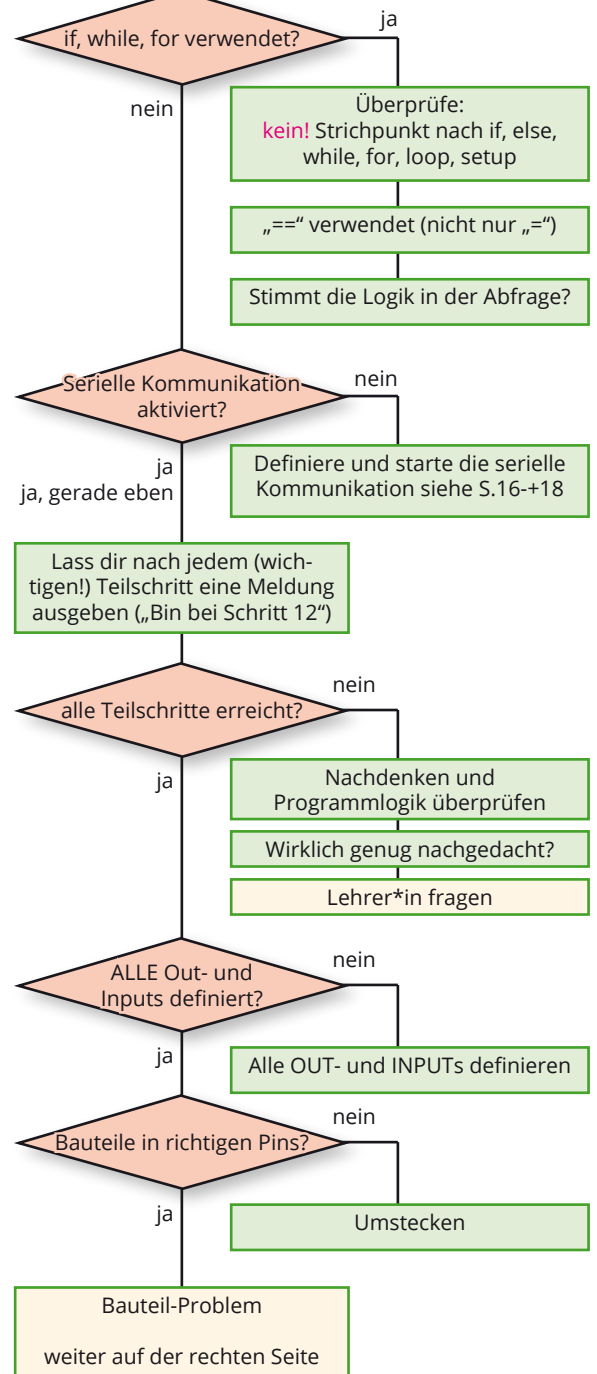 if, while, for verwendet?
ja
nein
Überprüfe:
kein! Strichpunkt nach if, else,
while, for, loop, setup
„==“ verwendet (nicht nur „=“)
Stimmt die Logik in der Abfrage?
Serielle Kommunikation
aktiviert?
nein
ja
ja, gerade eben
Definiere und starte die serielle
Kommunikation siehe S.16-+18
Lass dir nach jedem (wich-
tigen!) Teilschritt eine Meldung
ausgeben („Bin bei Schritt 12“)
alle Teilschritte erreicht?
nein
ja
Nachdenken und
Programmlogik überprüfen
Wirklich genug nachgedacht?
Lehrer*in fragen
ALLE Out- und
Inputs definiert?
nein
ja
Alle OUT- und INPUTs definieren
Bauteile in richtigen Pins?
nein
ja
Umstecken
Bauteil-Problem
weiter auf der rechten Seite